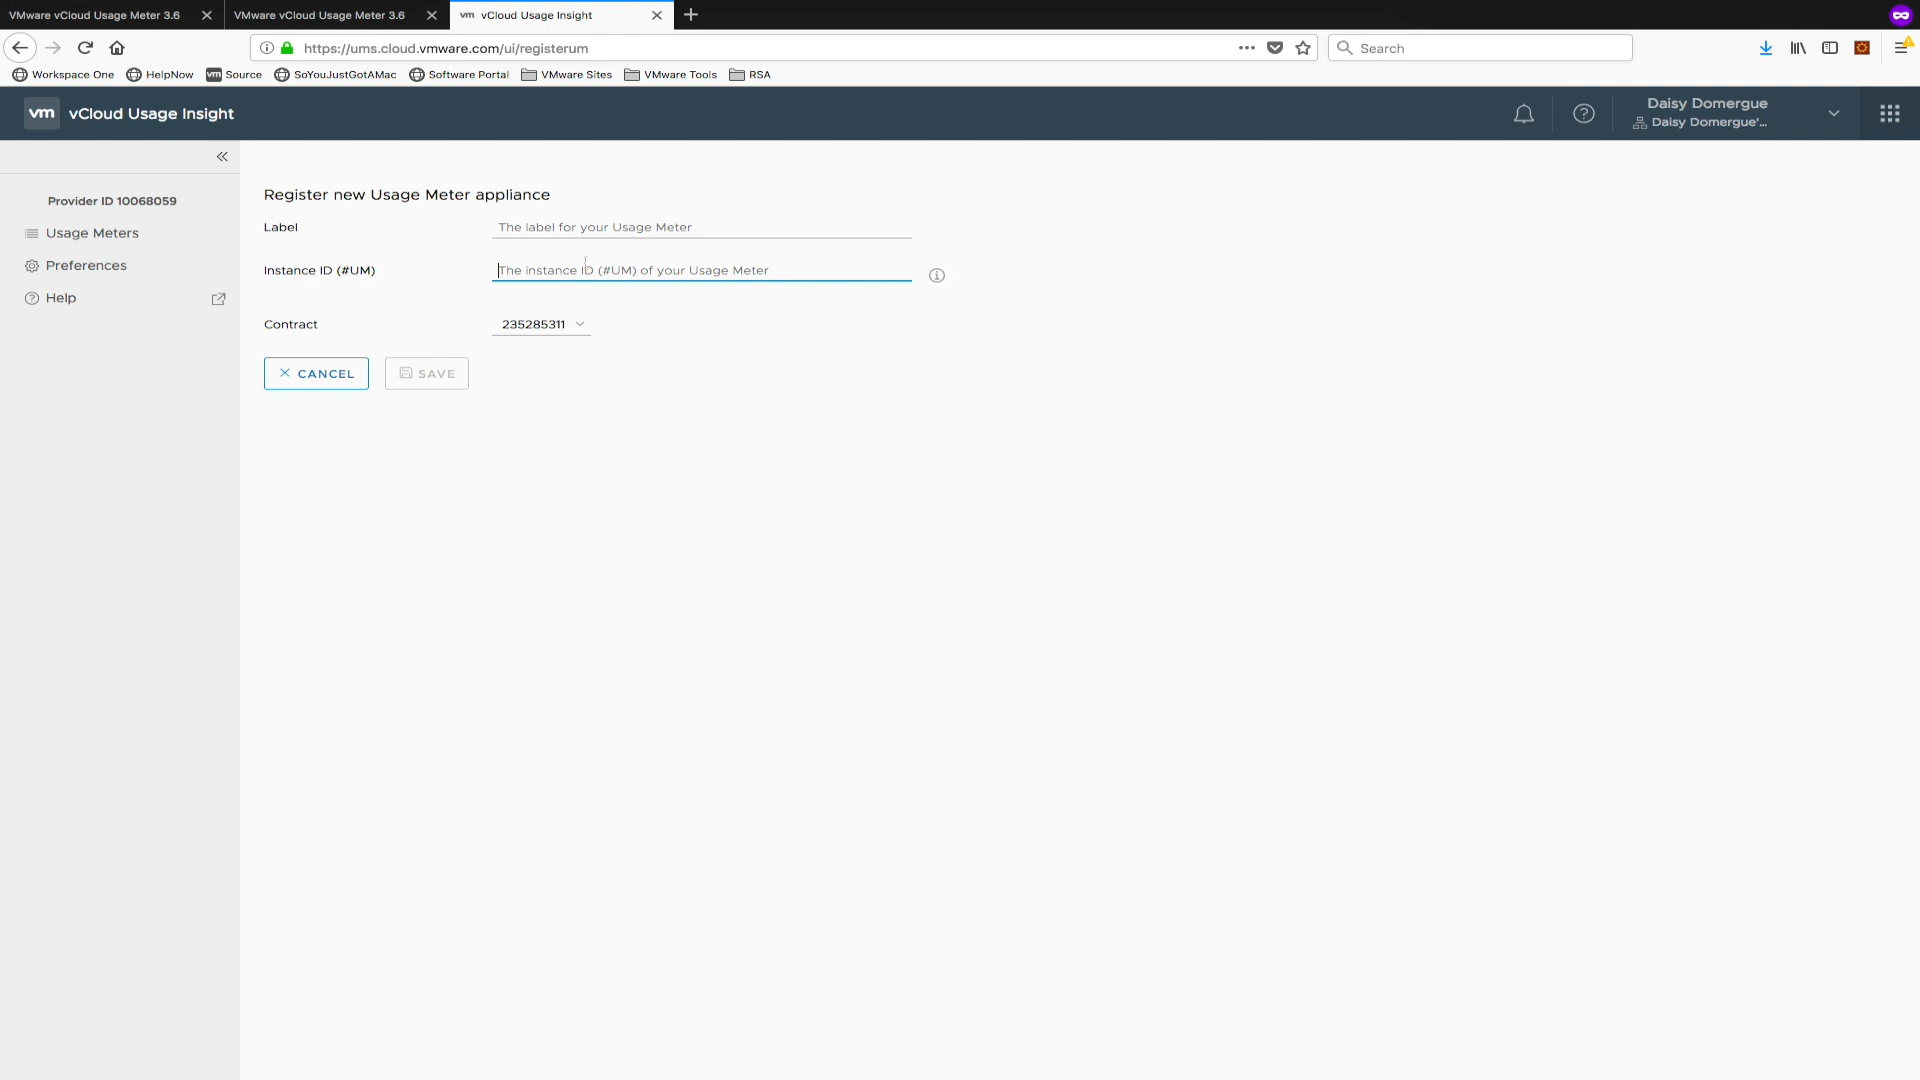 VMware vCloud Usage Meter 3.6
VMware vCloud Usage Meter 3.6
vm vCloud Usage Insight
https://ums.cloud.vmware.com/ui/registerum
Search
Workspace One
HelpNow
vm Source
SoYouJustGotAMac
Software Portal
VMware Sites
VMware Tools
RSA
vm vCloud Usage Insight
Daisy Domergue
Daisy Domergue'...
Provider ID 10068059
Usage Meters
Preferences
Help
Register new Usage Meter appliance
Label
The label for your Usage Meter
Instance ID (#UM)
The instance ID (#UM) of your Usage Meter
Contract
235285311
CANCEL
SAVE